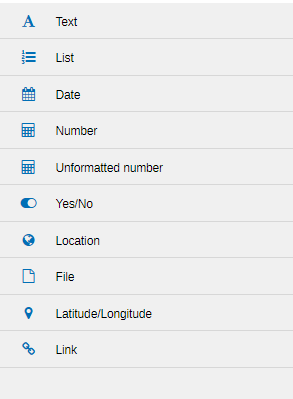 Text
List
Date
Number
Unformatted number
Yes/No
Location
File
Latitude/Longitude
Link